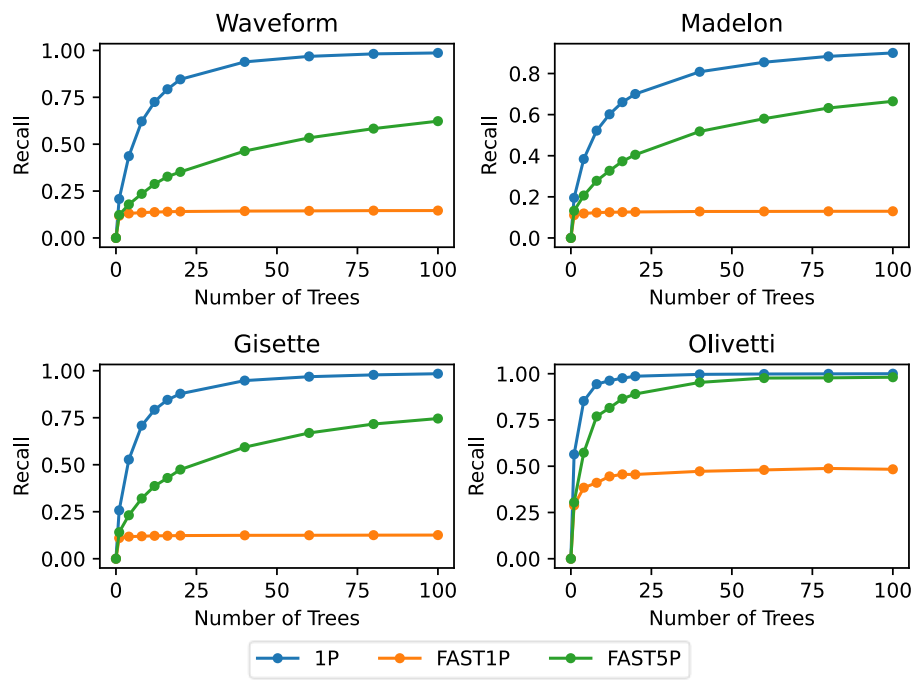 Waveform
1.00
0.75
0.50
0.25
0.00
Recall
0
25
50
75
100
Number of Trees
Madelon
0.8
0.6
0.4
0.2
0.0
Recall
0
25
50
75
100
Number of Trees
Gisette
1.00
0.75
0.50
0.25
0.00
Recall
0
25
50
75
100
Number of Trees
Olivetti
1.00
0.75
0.50
0.25
0.00
Recall
0
25
50
75
100
Number of Trees
1P
FAST1P
FAST5P